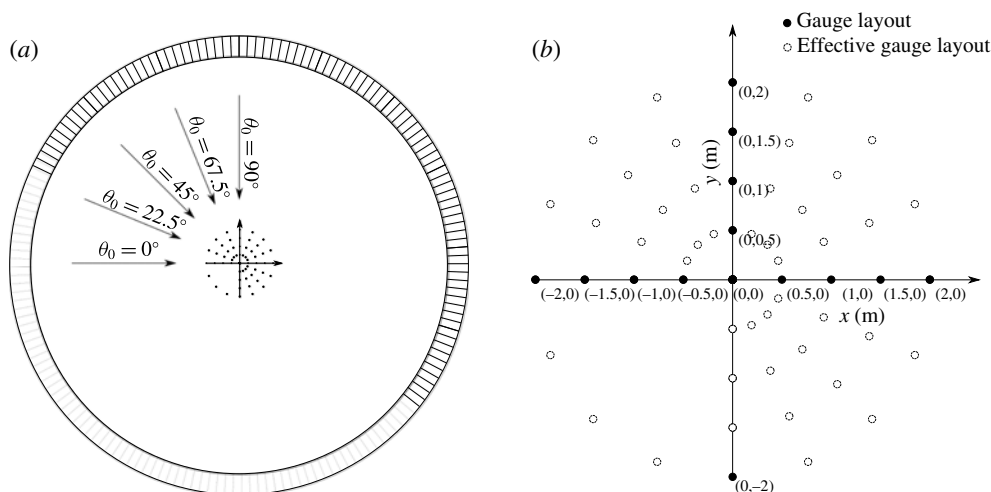 (a)
θ₀ = 90°
θ₀ = 67.5°
θ₀ = 45°
θ₀ = 22.5°
θ₀ = 0°
(b)
Gauge layout
Effective gauge layout
y (m)
(0,2)
(0,1.5)
(0,1)
(0,0.5)
(–2,0) (–1.5,0) (–1,0) (–0.5,0) (0,0) (0.5,0) (1,0) (1.5,0) (2,0)
x (m)
(0,–2)